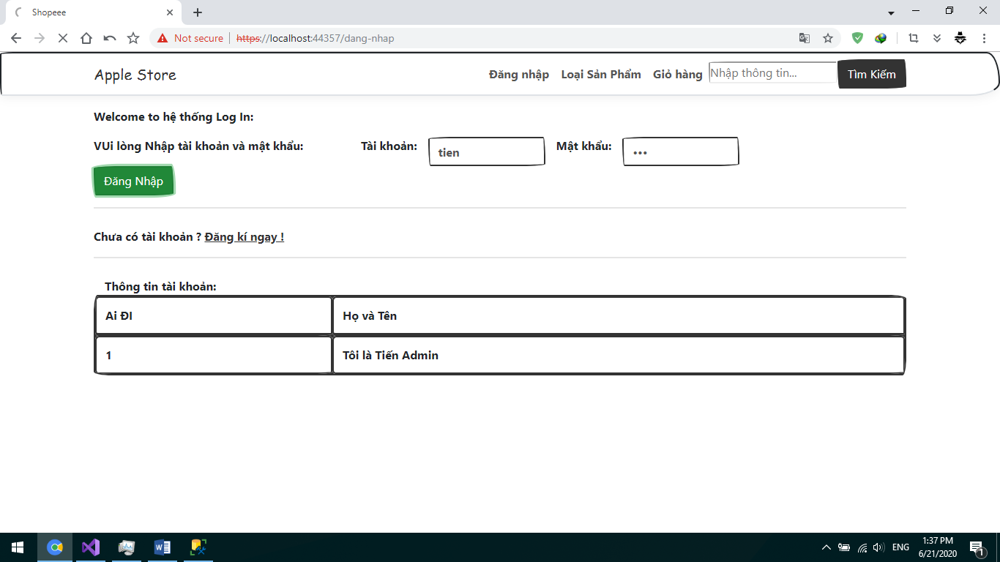 Shopeee
Not secure | https://localhost:44357/dang-nhap
Apple Store Đăng nhập Loại Sản Phẩm Giỏ hàng Nhập thông tin... Tìm Kiếm
Welcome to hệ thống Log In:
VUi lòng Nhập tài khoản và mật khẩu: Tài khoản: tien Mật khẩu: •••
Đăng Nhập
Chưa có tài khoản ? Đăng kí ngay !
Thông tin tài khoản:
Ai ĐI Họ và Tên
1 Tôi là Tiến Admin
ENG 1:37 PM
6/21/2020
1